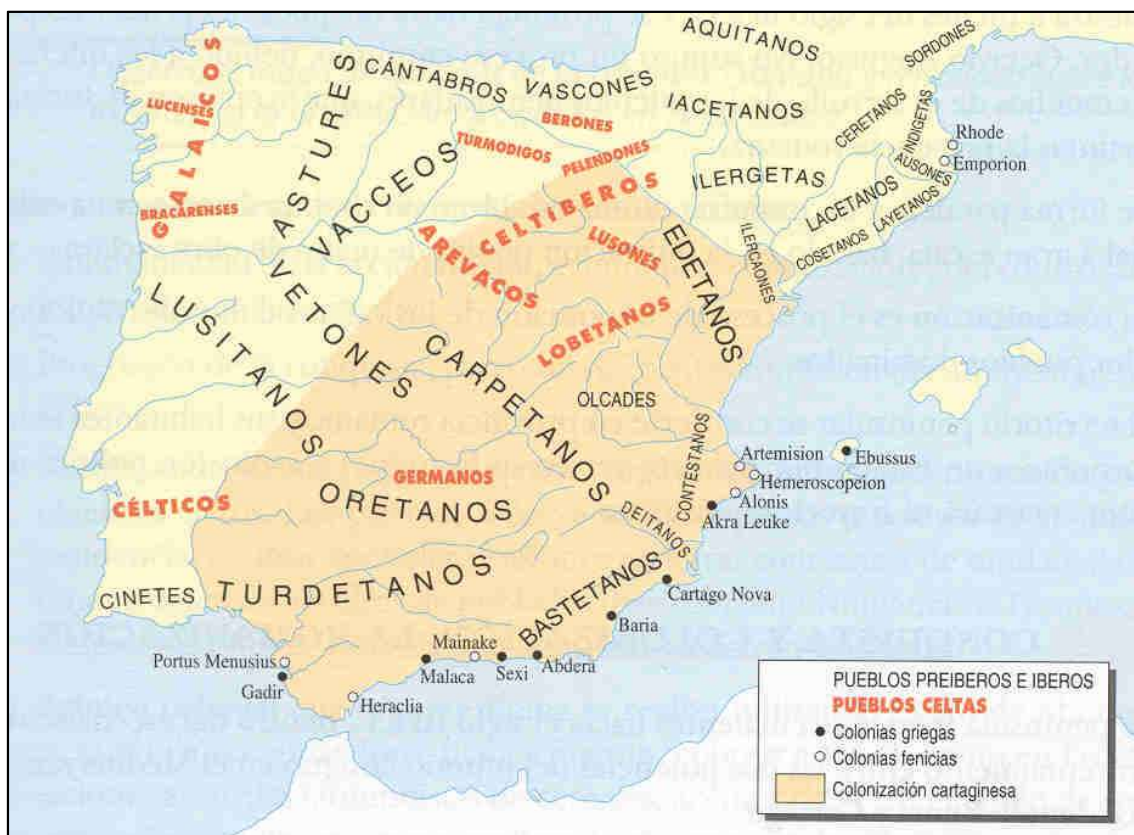 AQUITANOS
SORDONES
GALAICOS
LUCENSES
BRACARENSES
ASTURES
CÁNTABROS
VASCONES
IACETANOS
CERETANOS
INDIGETAS
Rhode
Emporion
AUSONES
BERONES
TURMODIGOS
PELENDONES
VACCEOS
ILERGETAS
LACETANOS
LAYETANOS
COSETANOS
ILERCAONES
AREVACOS
CELTIBEROS
LUSONES
EDETANOS
VETONES
LUSITANOS
CARPETANOS
LOBETANOS
OLCADES
CONTESTANOS
Artemision
Ebussus
Hemeroscopeion
Alonis
Akra Leuke
GERMANOS
CÉLTICOS
ORETANOS
DEITANOS
CINETES
TURDETANOS
BASTETANOS
Cartago Nova
Baria
Portus Menusius
Mainake
Gadir
Malaca
Sexi
Abdera
Heraclia
PUEBLOS PREIBEROS E IBEROS
PUEBLOS CELTAS
Colonias griegas
Colonias fenicias
Colonización cartaginesa